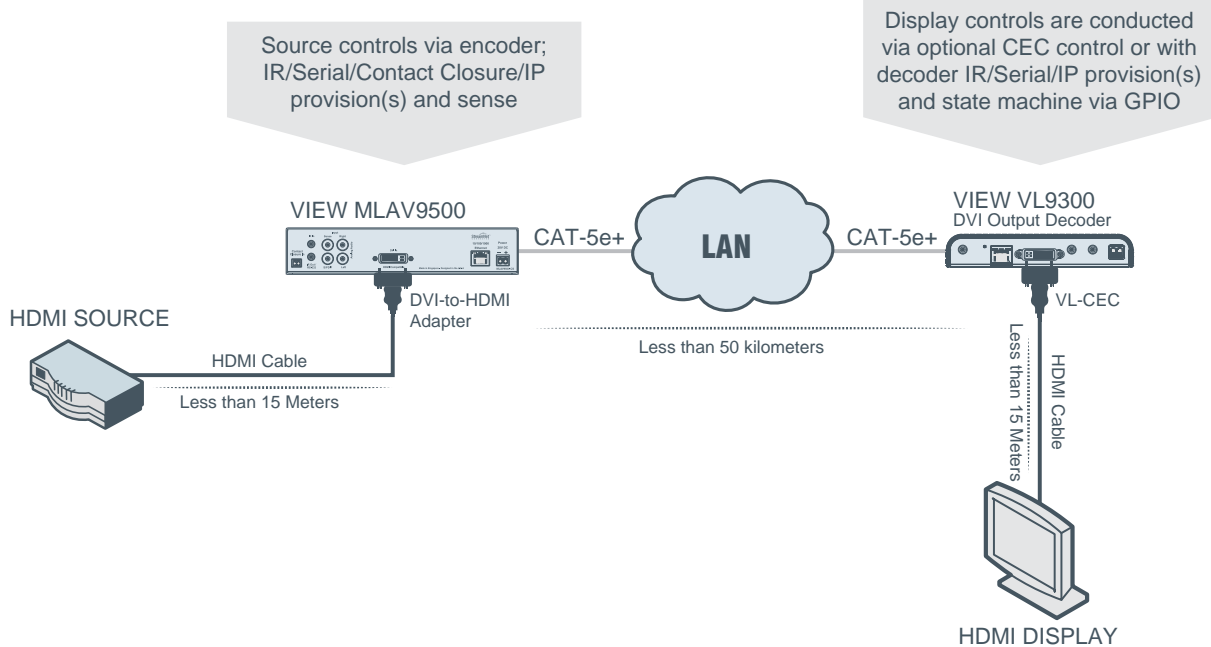 Source controls via encoder;
IR/Serial/Contact Closure/IP
provision(s) and sense
Display controls are conducted
via optional CEC control or with
decoder IR/Serial/IP provision(s)
and state machine via GPIO
VIEW MLAV9500
CAT-5e+
LAN
CAT-5e+
VIEW VL9300
DVI Output Decoder
DVI-to-HDMI
Adapter
VL-CEC
HDMI SOURCE
HDMI Cable
Less than 15 Meters
Less than 50 kilometers
Less than 15 Meters
HDMI Cable
HDMI DISPLAY